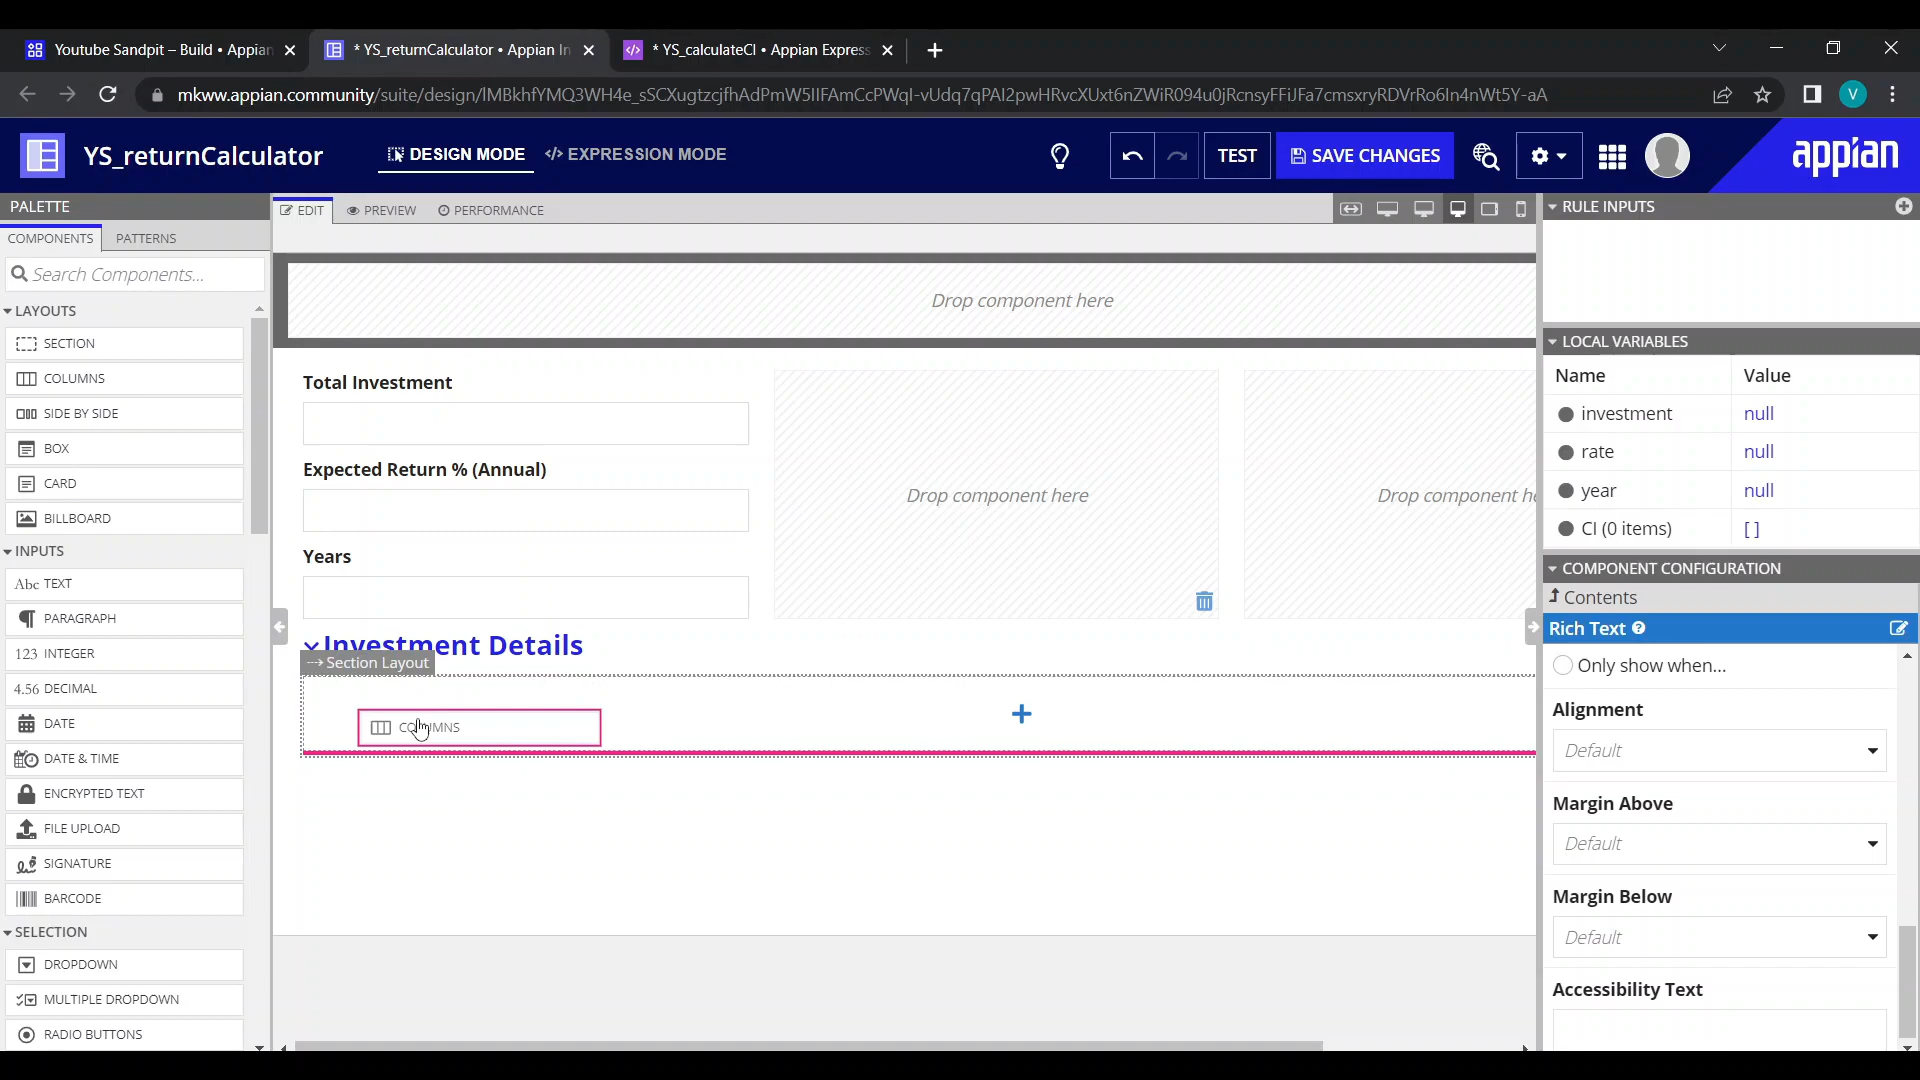 Youtube Sandpit – Build • Appian
* YS_returnCalculator • Appian In
* YS_calculateCI • Appian Express
mkww.appian.community/suite/design/lMBkhfYMQ3WH4e_sSCXugtzcjfhAdPmW5IIFAmCcPWqI-vUdq7qPAl2pwHRvcXUxt6nZWiR094u0jRcnsyFFiJFa7cmsxryRDVrRo6In4nWt5Y-aA
V
YS_returnCalculator
DESIGN MODE
</> EXPRESSION MODE
TEST
SAVE CHANGES
appian
PALETTE
COMPONENTS
PATTERNS
Search Components...
LAYOUTS
SECTION
COLUMNS
SIDE BY SIDE
BOX
CARD
BILLBOARD
INPUTS
Abc TEXT
PARAGRAPH
123 INTEGER
4.56 DECIMAL
DATE
DATE & TIME
ENCRYPTED TEXT
FILE UPLOAD
SIGNATURE
BARCODE
SELECTION
DROPDOWN
MULTIPLE DROPDOWN
RADIO BUTTONS
EDIT
PREVIEW
PERFORMANCE
Drop component here
Total Investment
Expected Return % (Annual)
Years
Drop component here
Drop component he
Investment Details
Section Layout
COLUMNS
RULE INPUTS
LOCAL VARIABLES
Name Value
investment null
rate null
year null
CI (0 items) [ ]
COMPONENT CONFIGURATION
Contents
Rich Text
Only show when...
Alignment
Default
Margin Above
Default
Margin Below
Default
Accessibility Text